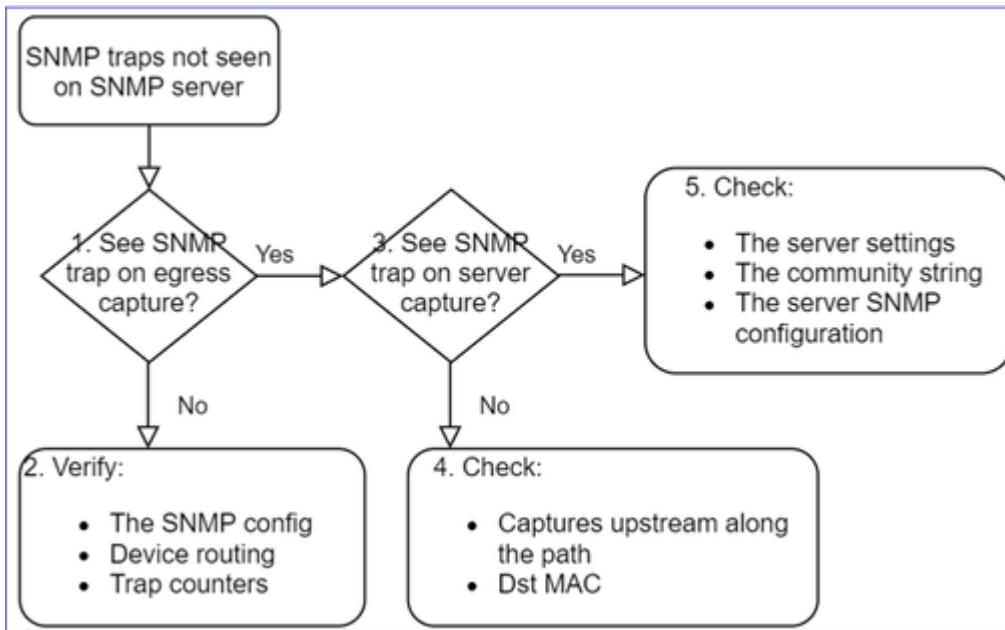 SNMP traps not seen
on SNMP server
1. See SNMP
trap on egress
capture?
Yes
No
2. Verify:
• The SNMP config
• Device routing
• Trap counters
3. See SNMP
trap on server
capture?
Yes
No
4. Check:
• Captures upstream along
the path
• Dst MAC
5. Check:
• The server settings
• The community string
• The server SNMP
configuration